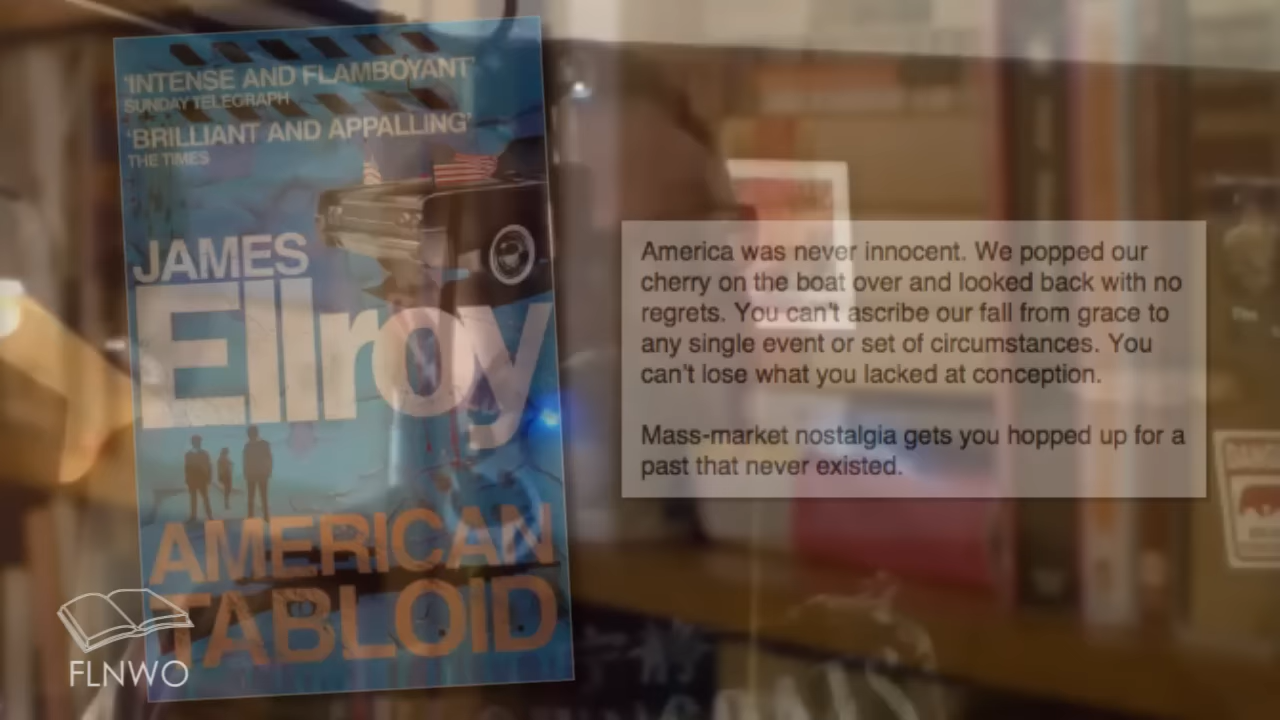 'INTENSE AND FLAMBOYANT'
SUNDAY TELEGRAPH
'BRILLIANT AND APPALLING'
THE TIMES
JAMES
Ellroy
AMERICAN
TABLOID
America was never innocent. We popped our
cherry on the boat over and looked back with no
regrets. You can't ascribe our fall from grace to
any single event or set of circumstances. You
can't lose what you lacked at conception.
Mass-market nostalgia gets you hopped up for a
past that never existed.
FLNWO